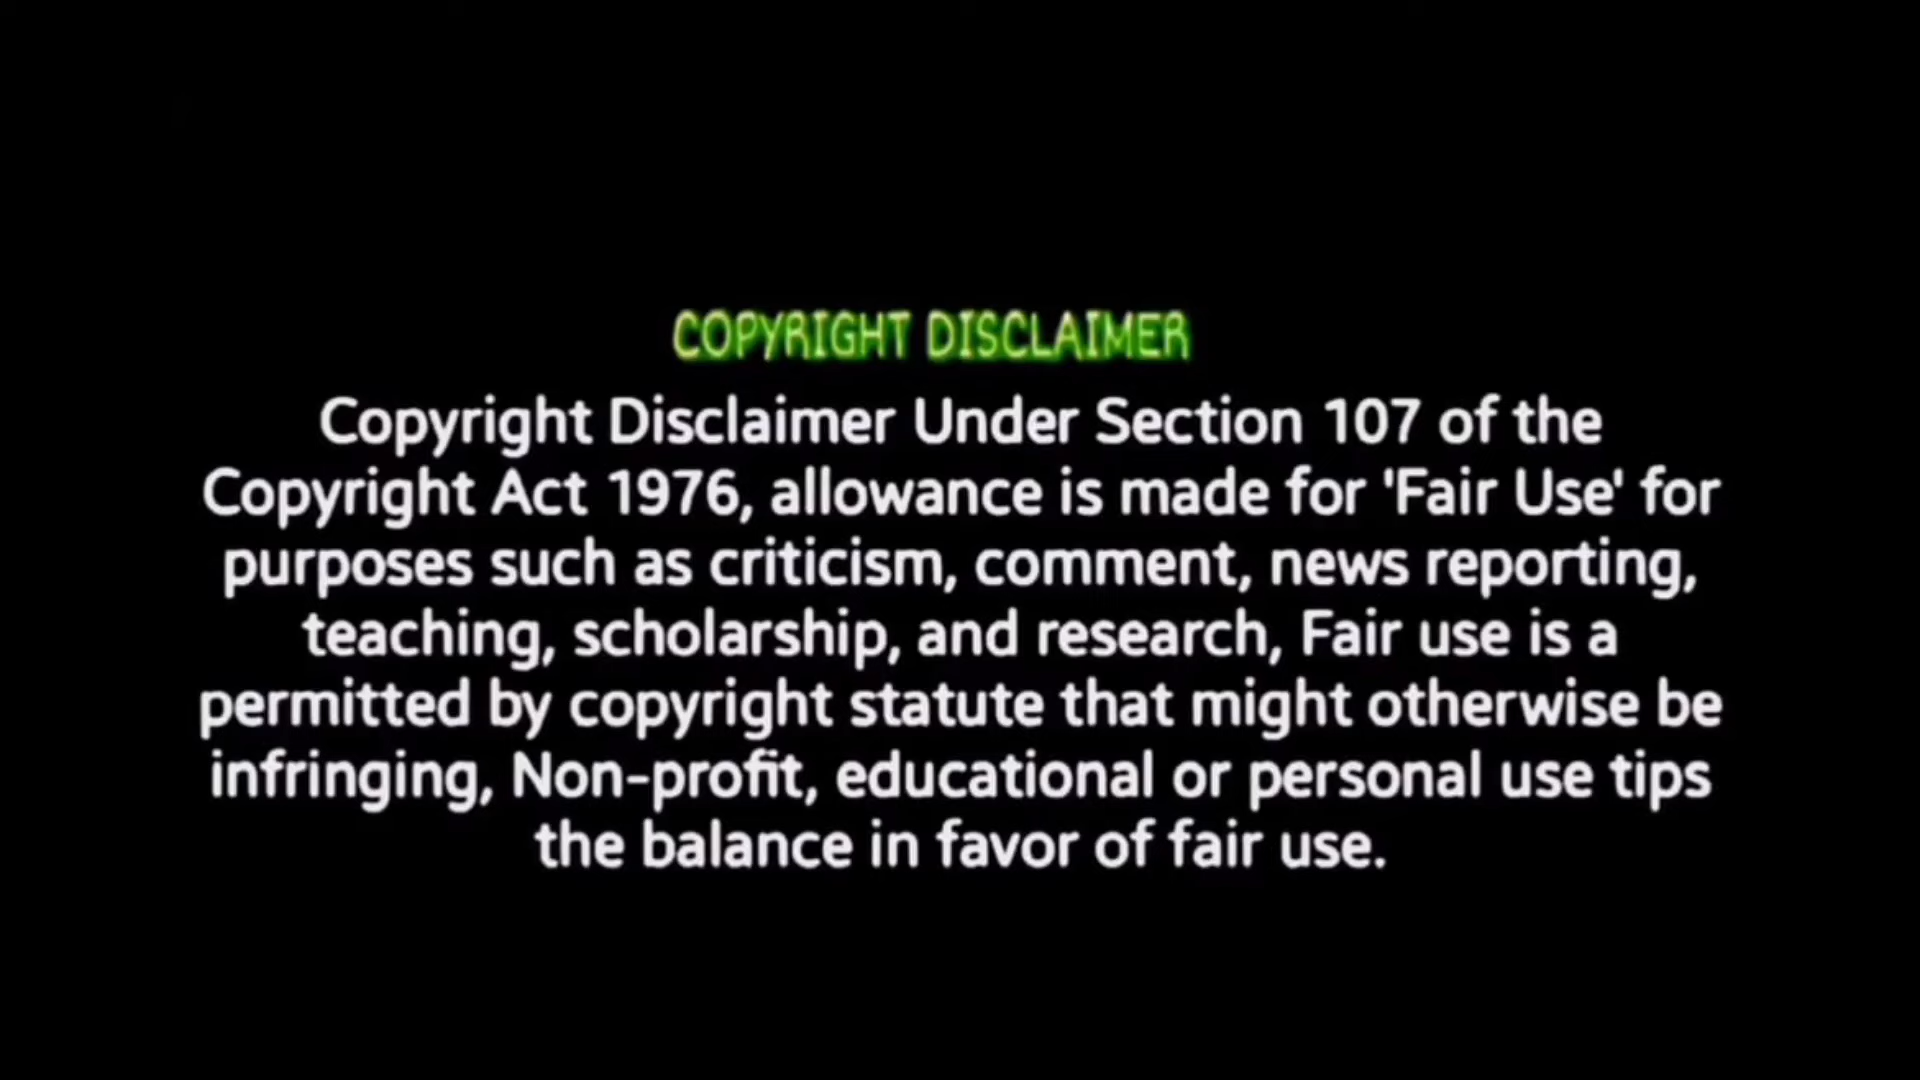 COPYRIGHT DISCLAIMER
Copyright Disclaimer Under Section 107 of the
Copyright Act 1976, allowance is made for 'Fair Use' for
purposes such as criticism, comment, news reporting,
teaching, scholarship, and research, Fair use is a
permitted by copyright statute that might otherwise be
infringing, Non-profit, educational or personal use tips
the balance in favor of fair use.